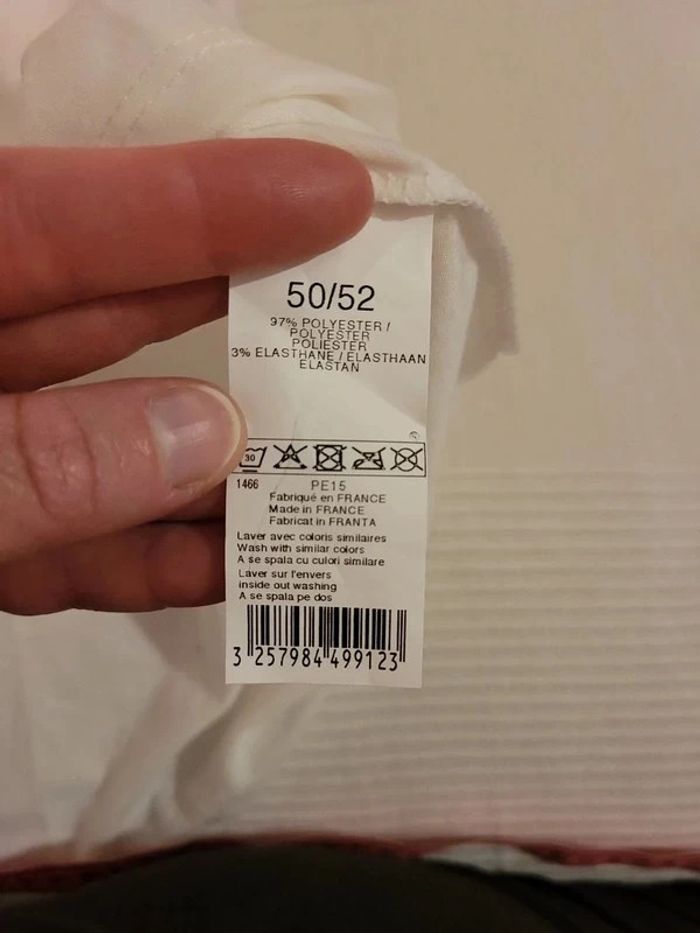 50/52
97% POLYESTER /
POLYESTER
POLIESTER
3% ELASTHANE / ELASTHAAN
ELASTAN
30
1466 PE15
Fabriqué en FRANCE
Made in FRANCE
Fabricat in FRANTA
Laver avec coloris similaires
Wash with similar colors
A se spala cu culori similare
Laver sur l'envers
inside out washing
A se spala pe dos
3 257984 499123